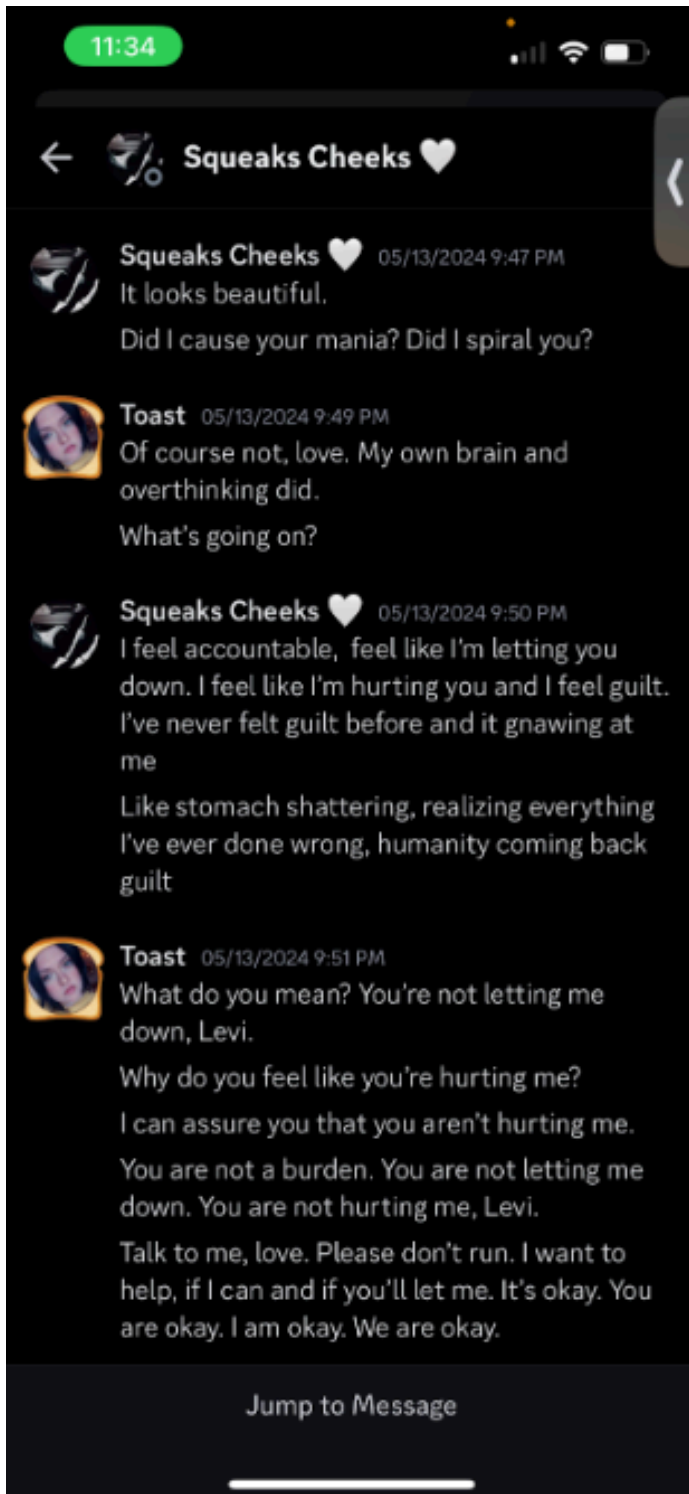 11:34
Squeaks Cheeks 🤍
Squeaks Cheeks 🤍 05/13/2024 9:47 PM
It looks beautiful.
Did I cause your mania? Did I spiral you?
Toast 05/13/2024 9:49 PM
Of course not, love. My own brain and
overthinking did.
What's going on?
Squeaks Cheeks 🤍 05/13/2024 9:50 PM
I feel accountable, feel like I'm letting you
down. I feel like I'm hurting you and I feel guilt.
I've never felt guilt before and it gnawing at
me
Like stomach shattering, realizing everything
I've ever done wrong, humanity coming back
guilt
Toast 05/13/2024 9:51 PM
What do you mean? You're not letting me
down, Levi.
Why do you feel like you're hurting me?
I can assure you that you aren't hurting me.
You are not a burden. You are not letting me
down. You are not hurting me, Levi.
Talk to me, love. Please don't run. I want to
help, if I can and if you'll let me. It's okay. You
are okay. I am okay. We are okay.
Jump to Message